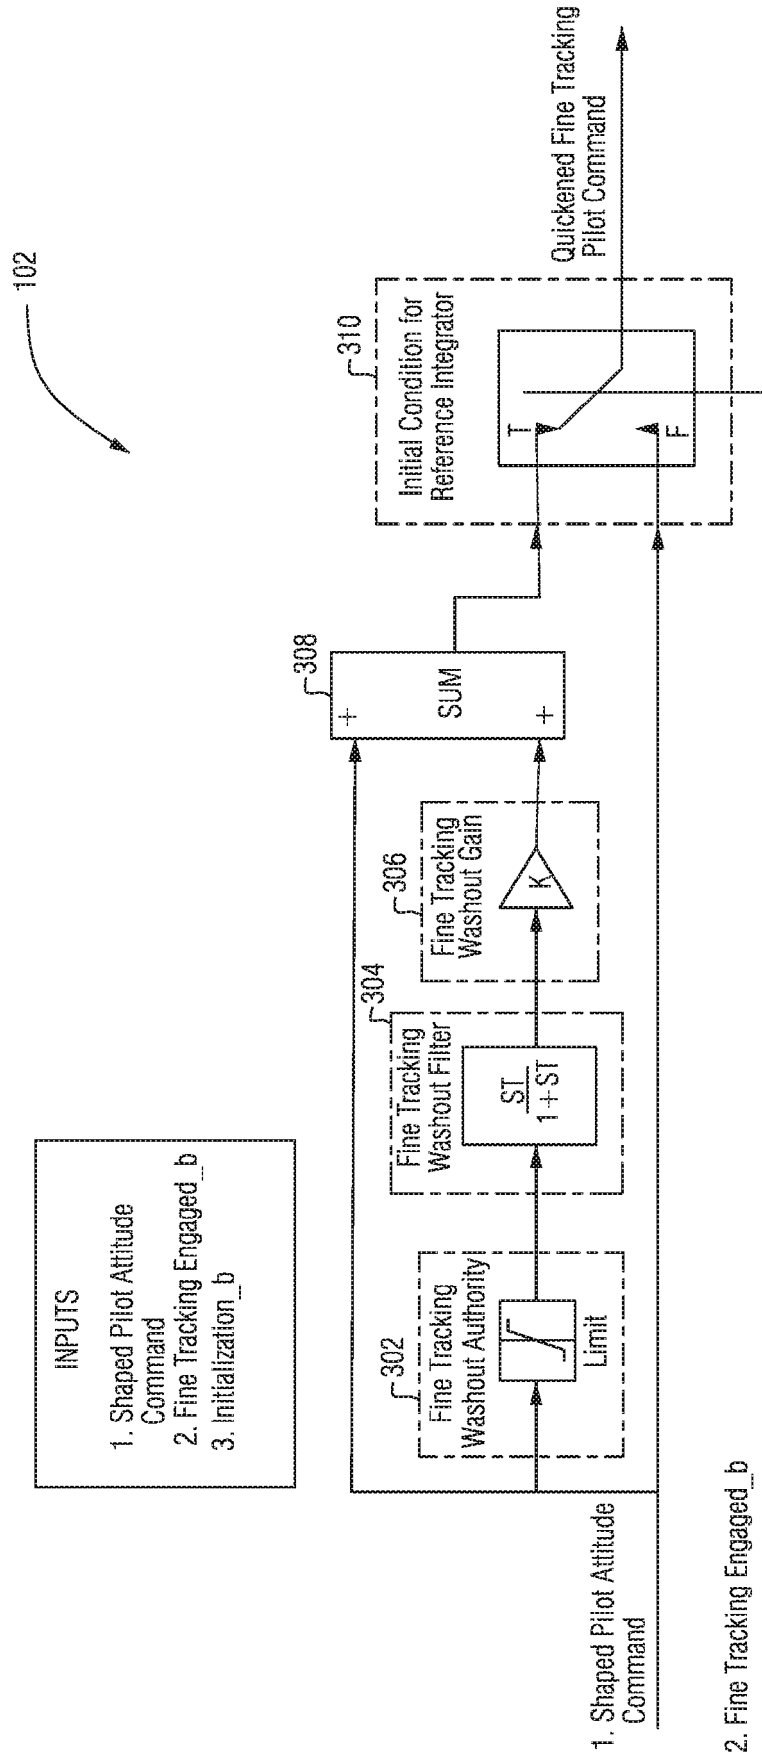 102
INPUTS
1. Shaped Pilot Attitude
Command
2. Fine Tracking Engaged_b
3. Initialization_b
302
Fine Tracking
Washout Authority
Limit
304
Fine Tracking
Washout Filter
ST
1+ST
306
Fine Tracking
Washout Gain
K
308
+
SUM
+
310
Initial Condition for
Reference Integrator
T
F
Quickened Fine Tracking
Pilot Command
1. Shaped Pilot Attitude
Command
2. Fine Tracking Engaged_b